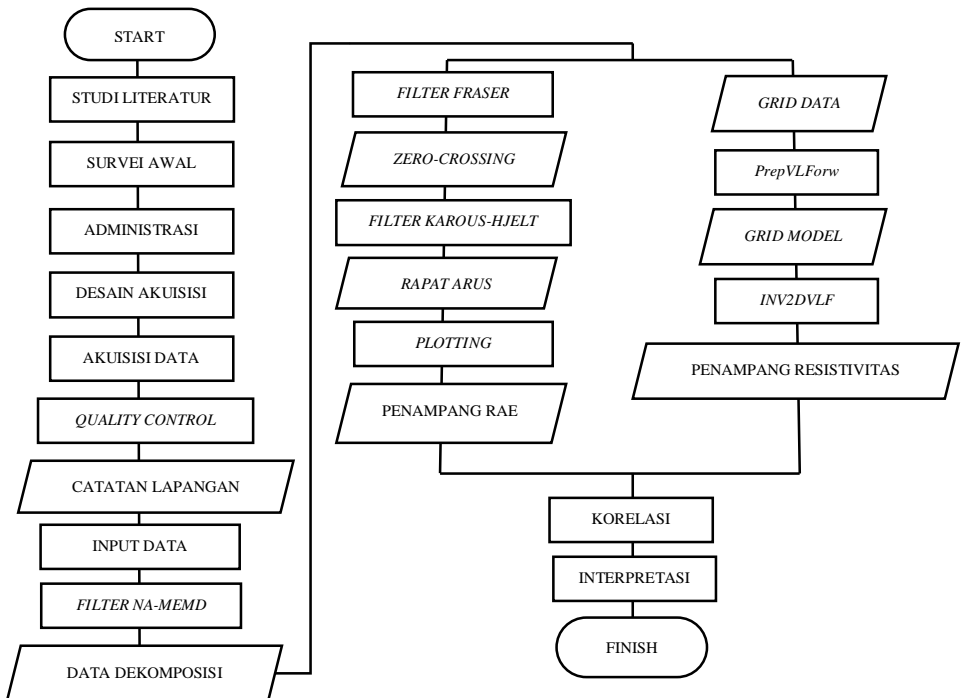 START
STUDI LITERATUR
SURVEI AWAL
ADMINISTRASI
DESAIN AKUISISI
AKUISISI DATA
QUALITY CONTROL
CATATAN LAPANGAN
INPUT DATA
FILTER NA-MEMD
DATA DEKOMPOSISI
FILTER FRASER
ZERO-CROSSING
FILTER KAROUS-HJELT
RAPAT ARUS
PLOTTING
PENAMPANG RAE
GRID DATA
PrepVLForw
GRID MODEL
INV2DVLF
PENAMPANG RESISTIVITAS
KORELASI
INTERPRETASI
FINISH